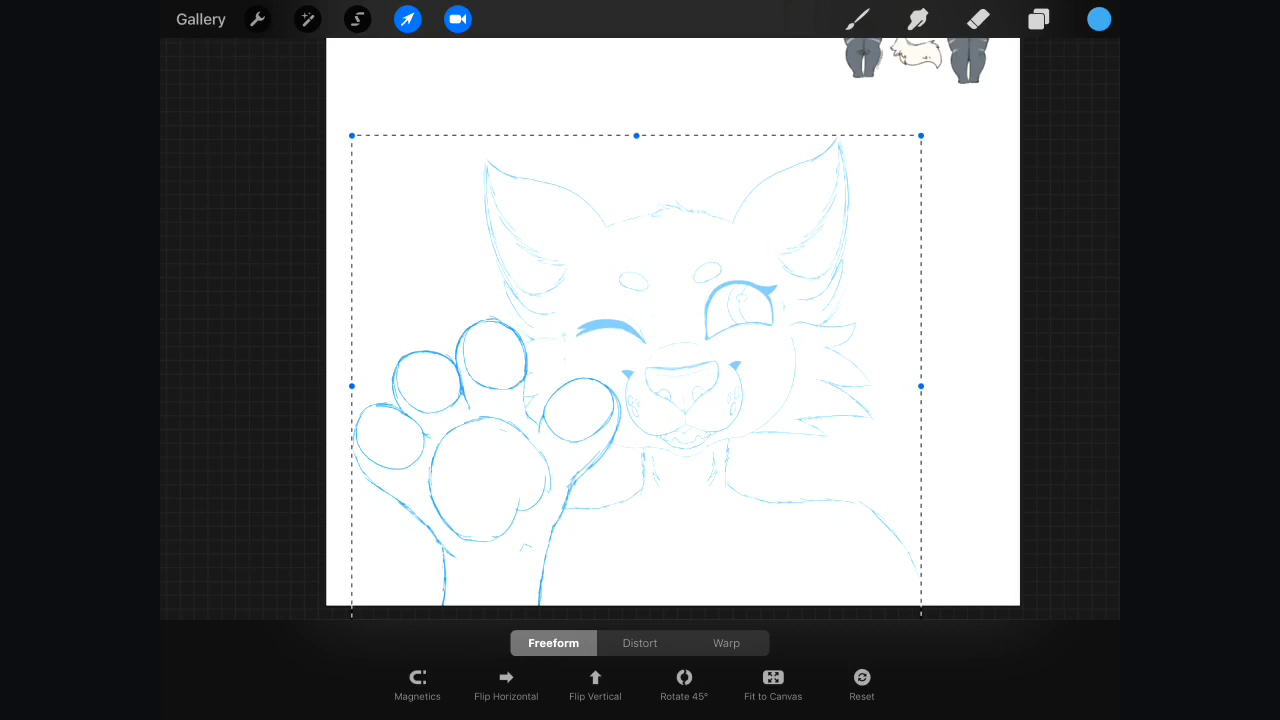 Gallery
Freeform Distort Warp
Magnetics Flip Horizontal Flip Vertical Rotate 45° Fit to Canvas Reset